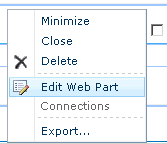 Minimize
Close
Delete
Edit Web Part
Connections
Export...